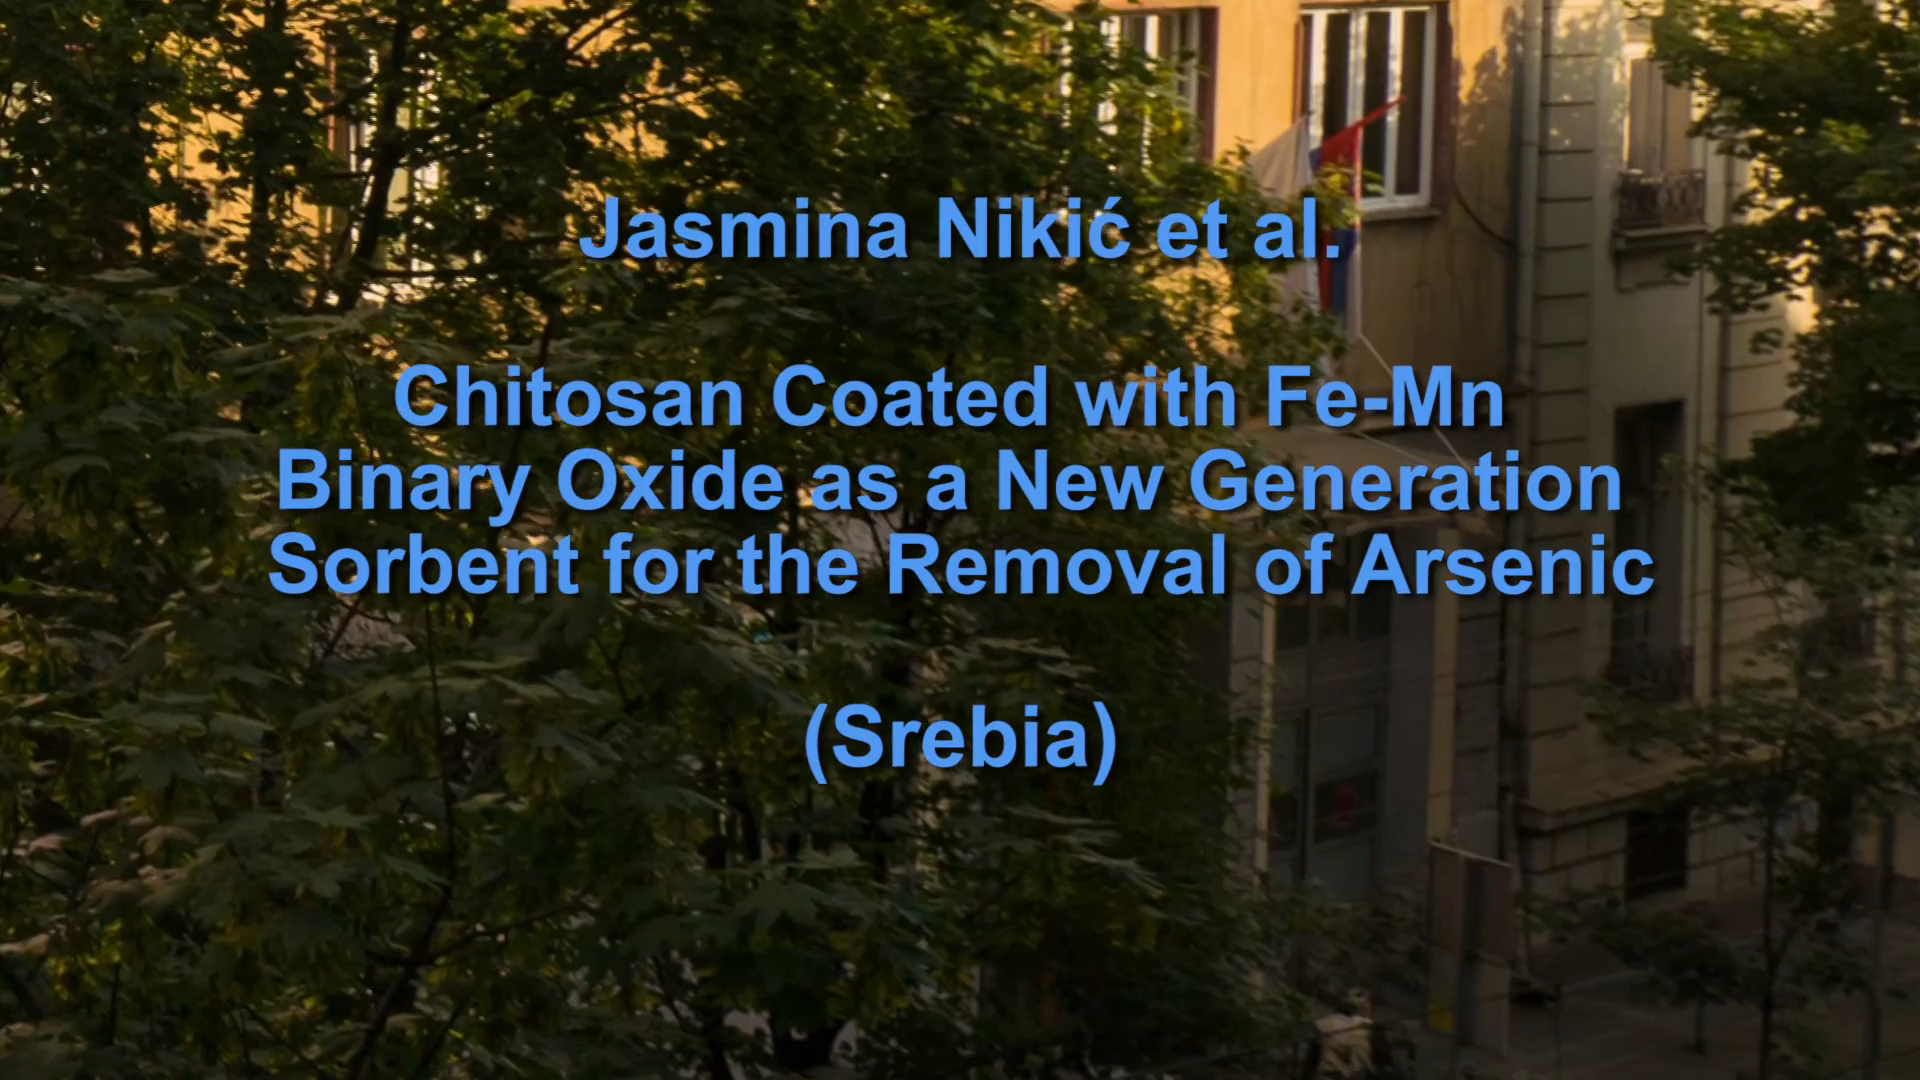 Jasmina Nikić et al.
Chitosan Coated with Fe-Mn
Binary Oxide as a New Generation
Sorbent for the Removal of Arsenic
(Srebia)